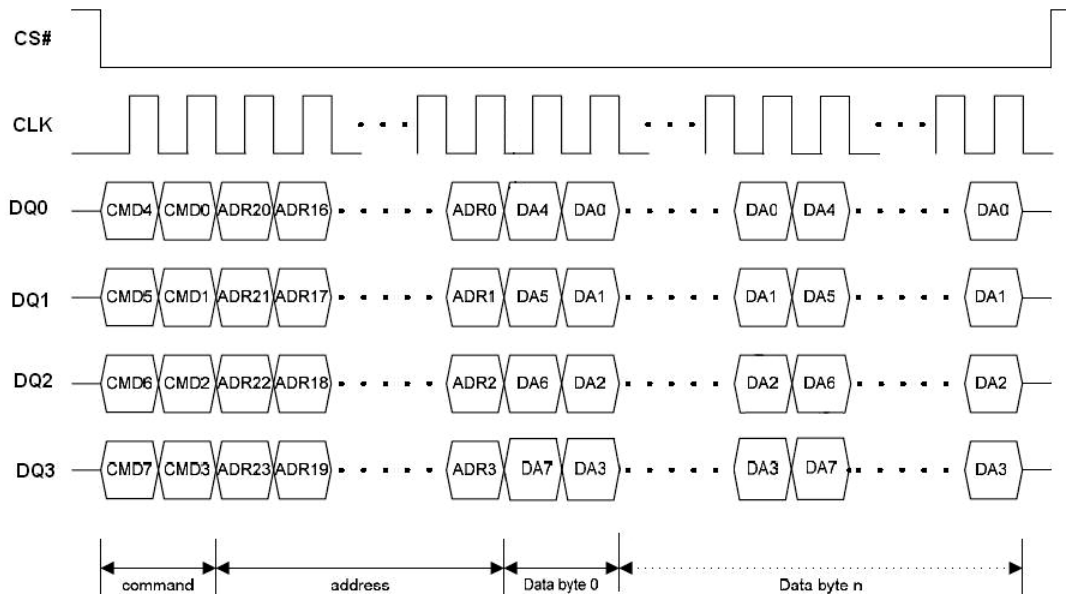 CS#
CLK
DQ0 CMD4 CMD0 ADR20 ADR16 ADR0 DA4 DA0 DA0 DA4 DA0
DQ1 CMD5 CMD1 ADR21 ADR17 ADR1 DA5 DA1 DA1 DA5 DA1
DQ2 CMD6 CMD2 ADR22 ADR18 ADR2 DA6 DA2 DA2 DA6 DA2
DQ3 CMD7 CMD3 ADR23 ADR19 ADR3 DA7 DA3 DA3 DA7 DA3
command address Data byte 0 Data byte n